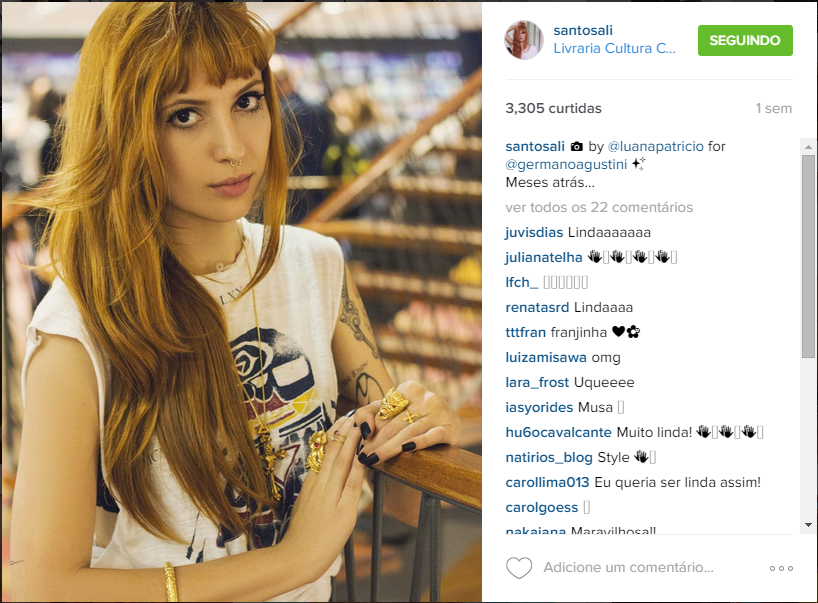 santosali
Livraria Cultura C...
SEGUINDO
3,305 curtidas
1 sem
santosali by @luanapatricio for
@germanoagustini
Meses atrás...
ver todos os 22 comentários
juvisdias Lindaaaaaaa
julianatelha
lfch_
renatasrd Lindaaaa
tttfran franjinha
luizamisawa omg
lara_frost Uqueeee
iasyorides Musa
hu6ocavalcante Muito linda!
natirios_blog Style
carollima013 Eu queria ser linda assim!
carolgoess
nakaiana Maravilhosa!!
Adicione um comentário...